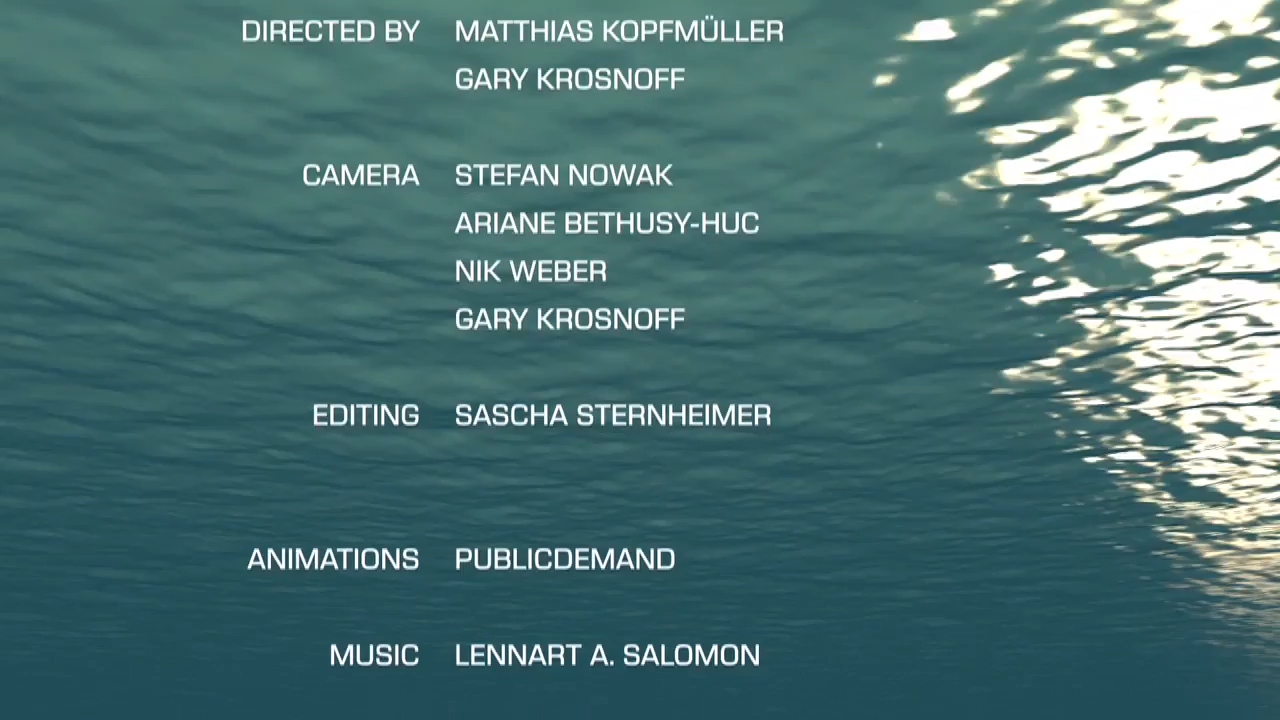 DIRECTED BY MATTHIAS KOPFMÜLLER
GARY KROSNOFF
CAMERA STEFAN NOWAK
ARIANE BETHUSY-HUC
NIK WEBER
GARY KROSNOFF
EDITING SASCHA STERNHEIMER
ANIMATIONS PUBLICDEMAND
MUSIC LENNART A. SALOMON